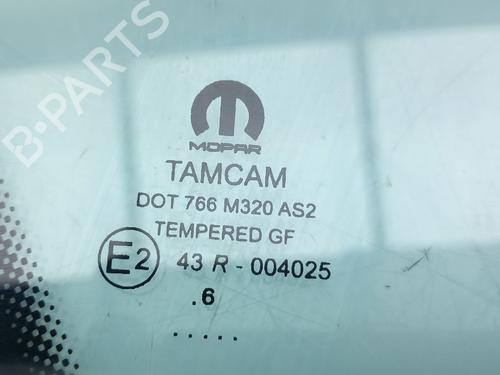 B-PARTS
MOPAR
TAMCAM
DOT 766 M320 AS2
TEMPERED GF
E2 43 R - 004025
.6
.....